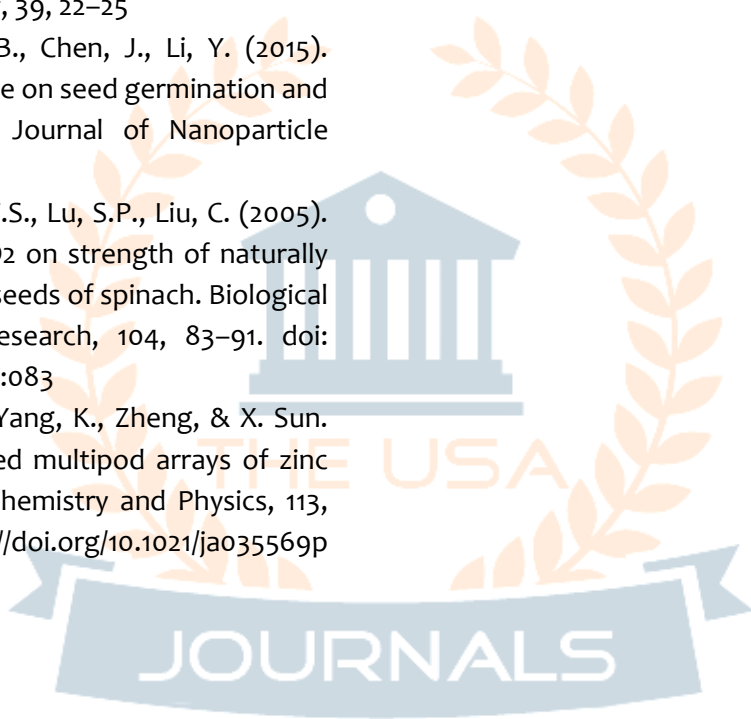 , 39, 22–25
B., Chen, J., Li, Y. (2015).
e on seed germination and
Journal of Nanoparticle
.S., Lu, S.P., Liu, C. (2005).
02 on strength of naturally
seeds of spinach. Biological
esearch, 104, 83–91. doi:
:083
Yang, K., Zheng, & X. Sun.
ed multipod arrays of zinc
hemistry and Physics, 113,
//doi.org/10.1021/ja035569p
THE USA
JOURNALS